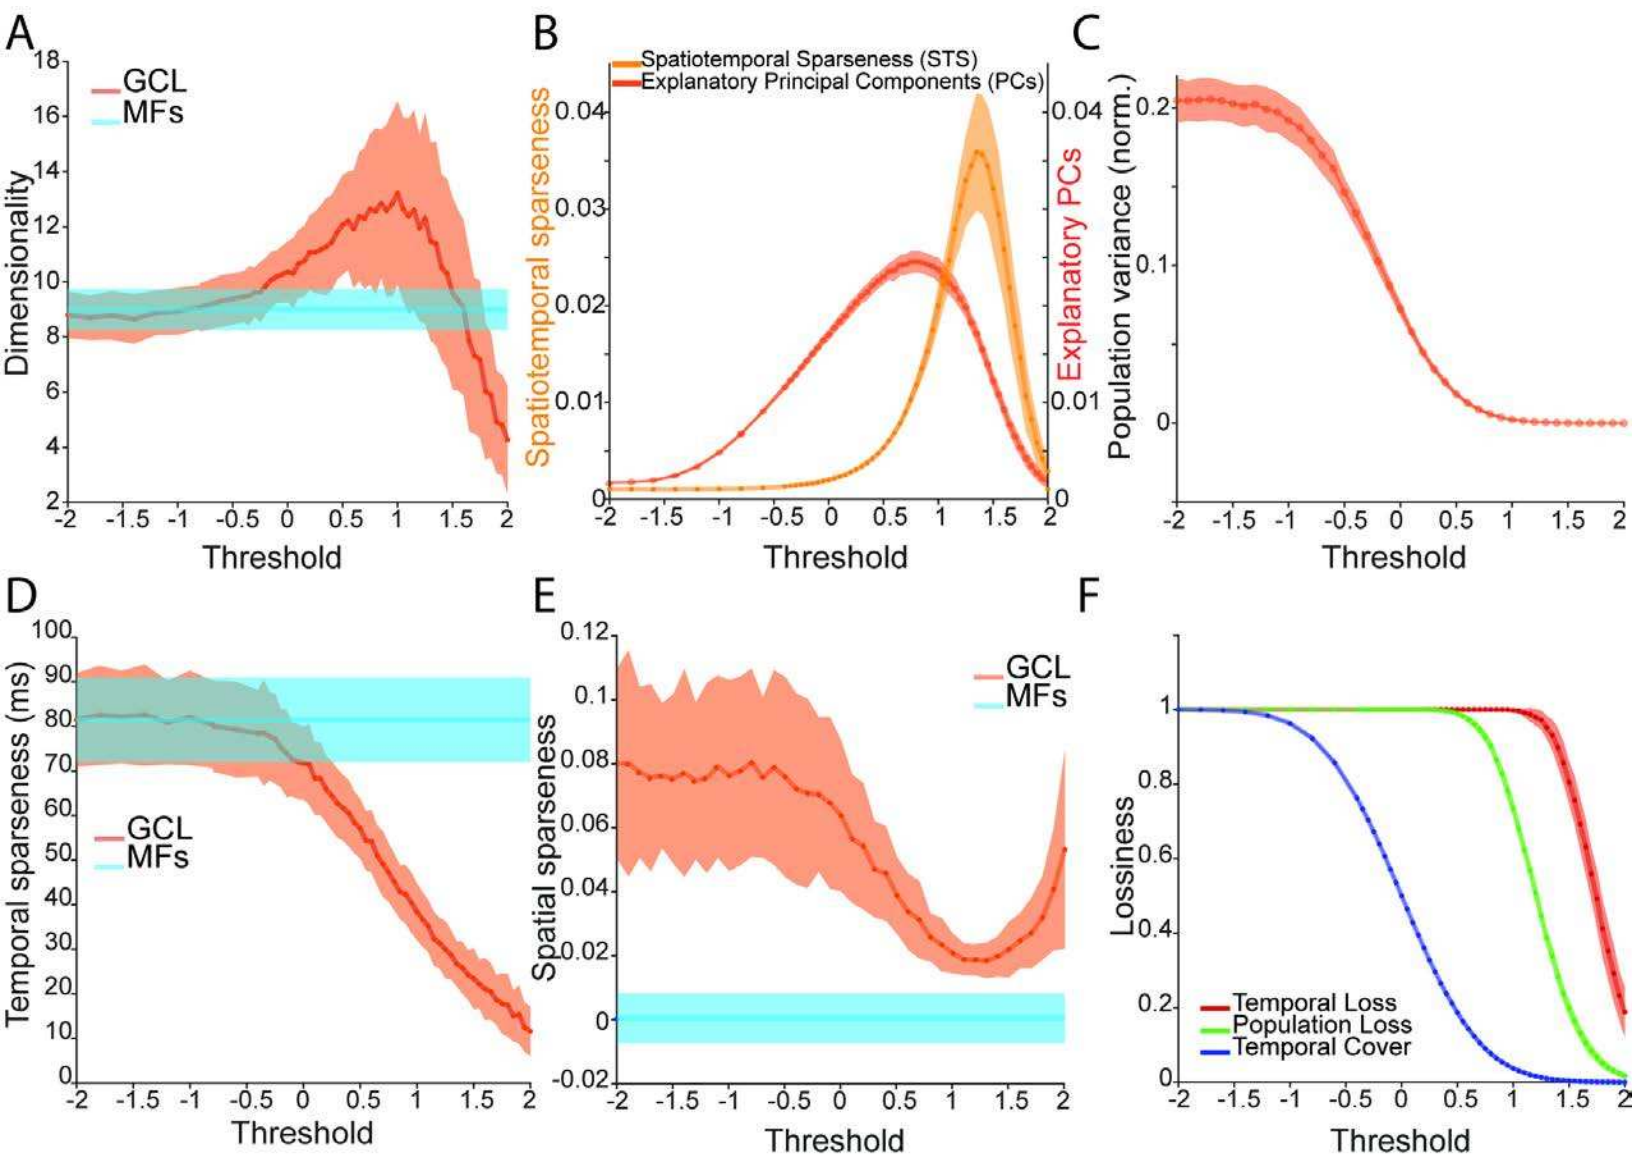 A
B
C
18
16
14
12
10
8
6
4
2
Dimensionality
GCL
MFs
-2 -1.5 -1 -0.5 0 0.5 1 1.5 2
Threshold
Spatiotemporal Sparseness (STS)
Explanatory Principal Components (PCs)
Spatiotemporal sparseness
0.04
0.03
0.02
0.01
0
0.04
0.01
0
Explanatory PCs
-2 -1.5 -1 -0.5 0 0.5 1 1.5 2
Threshold
Population variance (norm.)
0.2
0.1
0
-2 -1.5 -1 -0.5 0 0.5 1 1.5 2
Threshold
D
E
F
100
90
80
70
60
50
40
30
20
10
0
Temporal sparseness (ms)
GCL
MFs
-2 -1.5 -1 -0.5 0 0.5 1 1.5 2
Threshold
0.12
0.1
0.08
0.06
0.04
0.02
0
-0.02
Spatial sparseness
GCL
MFs
-2 -1.5 -1 -0.5 0 0.5 1 1.5 2
Threshold
1
0.8
0.6
0.4
0.2
0
Lossiness
Temporal Loss
Population Loss
Temporal Cover
-2 -1.5 -1 -0.5 0 0.5 1 1.5 2
Threshold